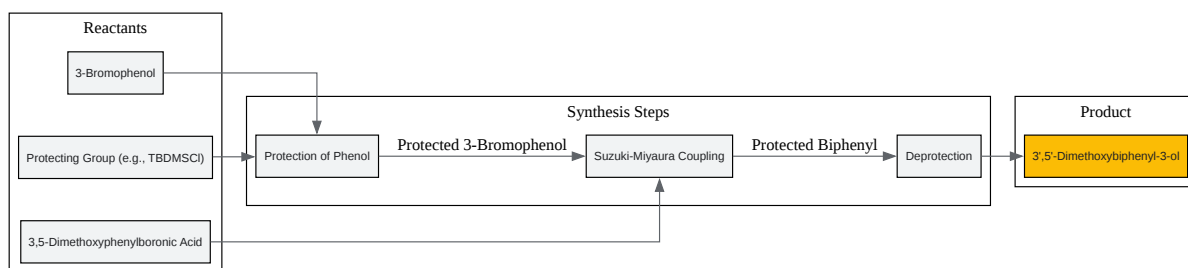 Reactants
3-Bromophenol
Protecting Group (e.g., TBDMSCl)
3,5-Dimethoxyphenylboronic Acid
Synthesis Steps
Protection of Phenol
Protected 3-Bromophenol
Suzuki-Miyaura Coupling
Protected Biphenyl
Deprotection
Product
3',5'-Dimethoxybiphenyl-3-ol